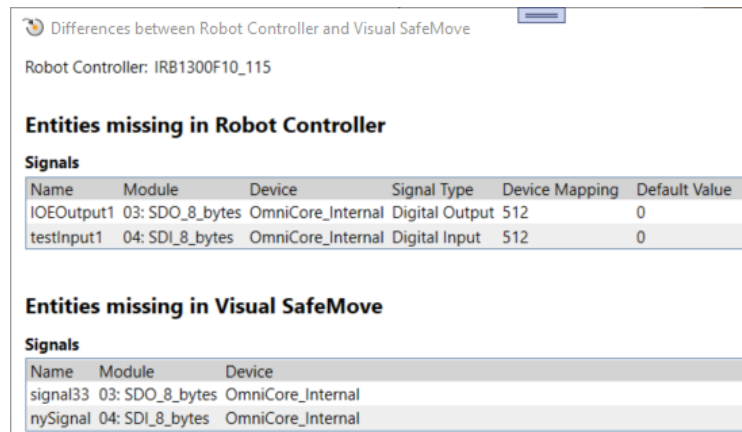 Differences between Robot Controller and Visual SafeMove
Robot Controller: IRB1300F10_115
Entities missing in Robot Controller
Signals
Name Module Device Signal Type Device Mapping Default Value
IOEOutput1 03: SDO_8_bytes OmniCore_Internal Digital Output 512 0
testInput1 04: SDI_8_bytes OmniCore_Internal Digital Input 512 0
Entities missing in Visual SafeMove
Signals
Name Module Device
signal33 03: SDO_8_bytes OmniCore_Internal
nySignal 04: SDI_8_bytes OmniCore_Internal